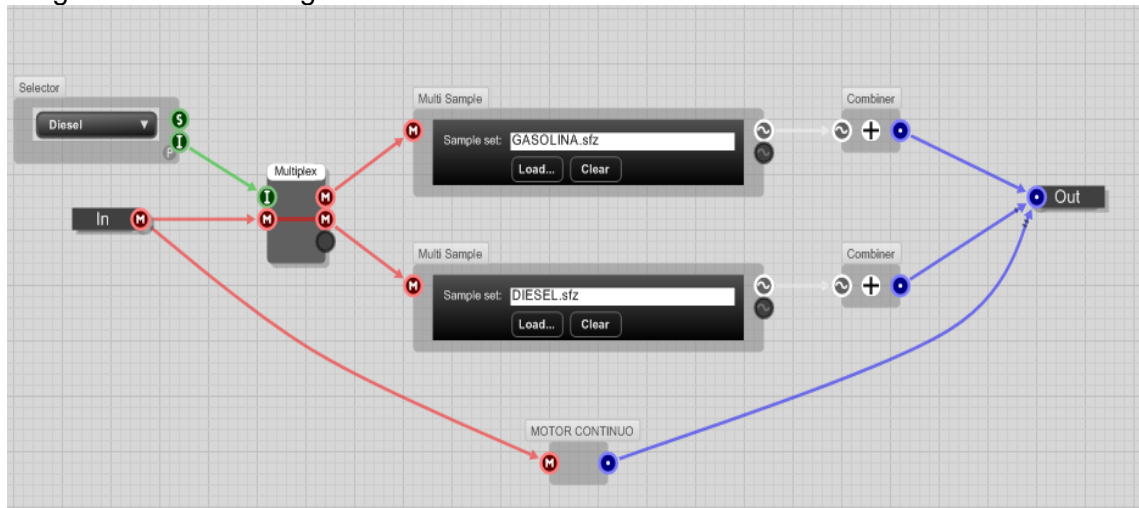 Selector
Diesel
S
I
P
In
M
Multiplex
I
M
M
M
Multi Sample
M
Sample set: GASOLINA.sfz
Load... Clear
Combiner
Multi Sample
M
Sample set: DIESEL.sfz
Load... Clear
Combiner
Out
MOTOR CONTINUO
M